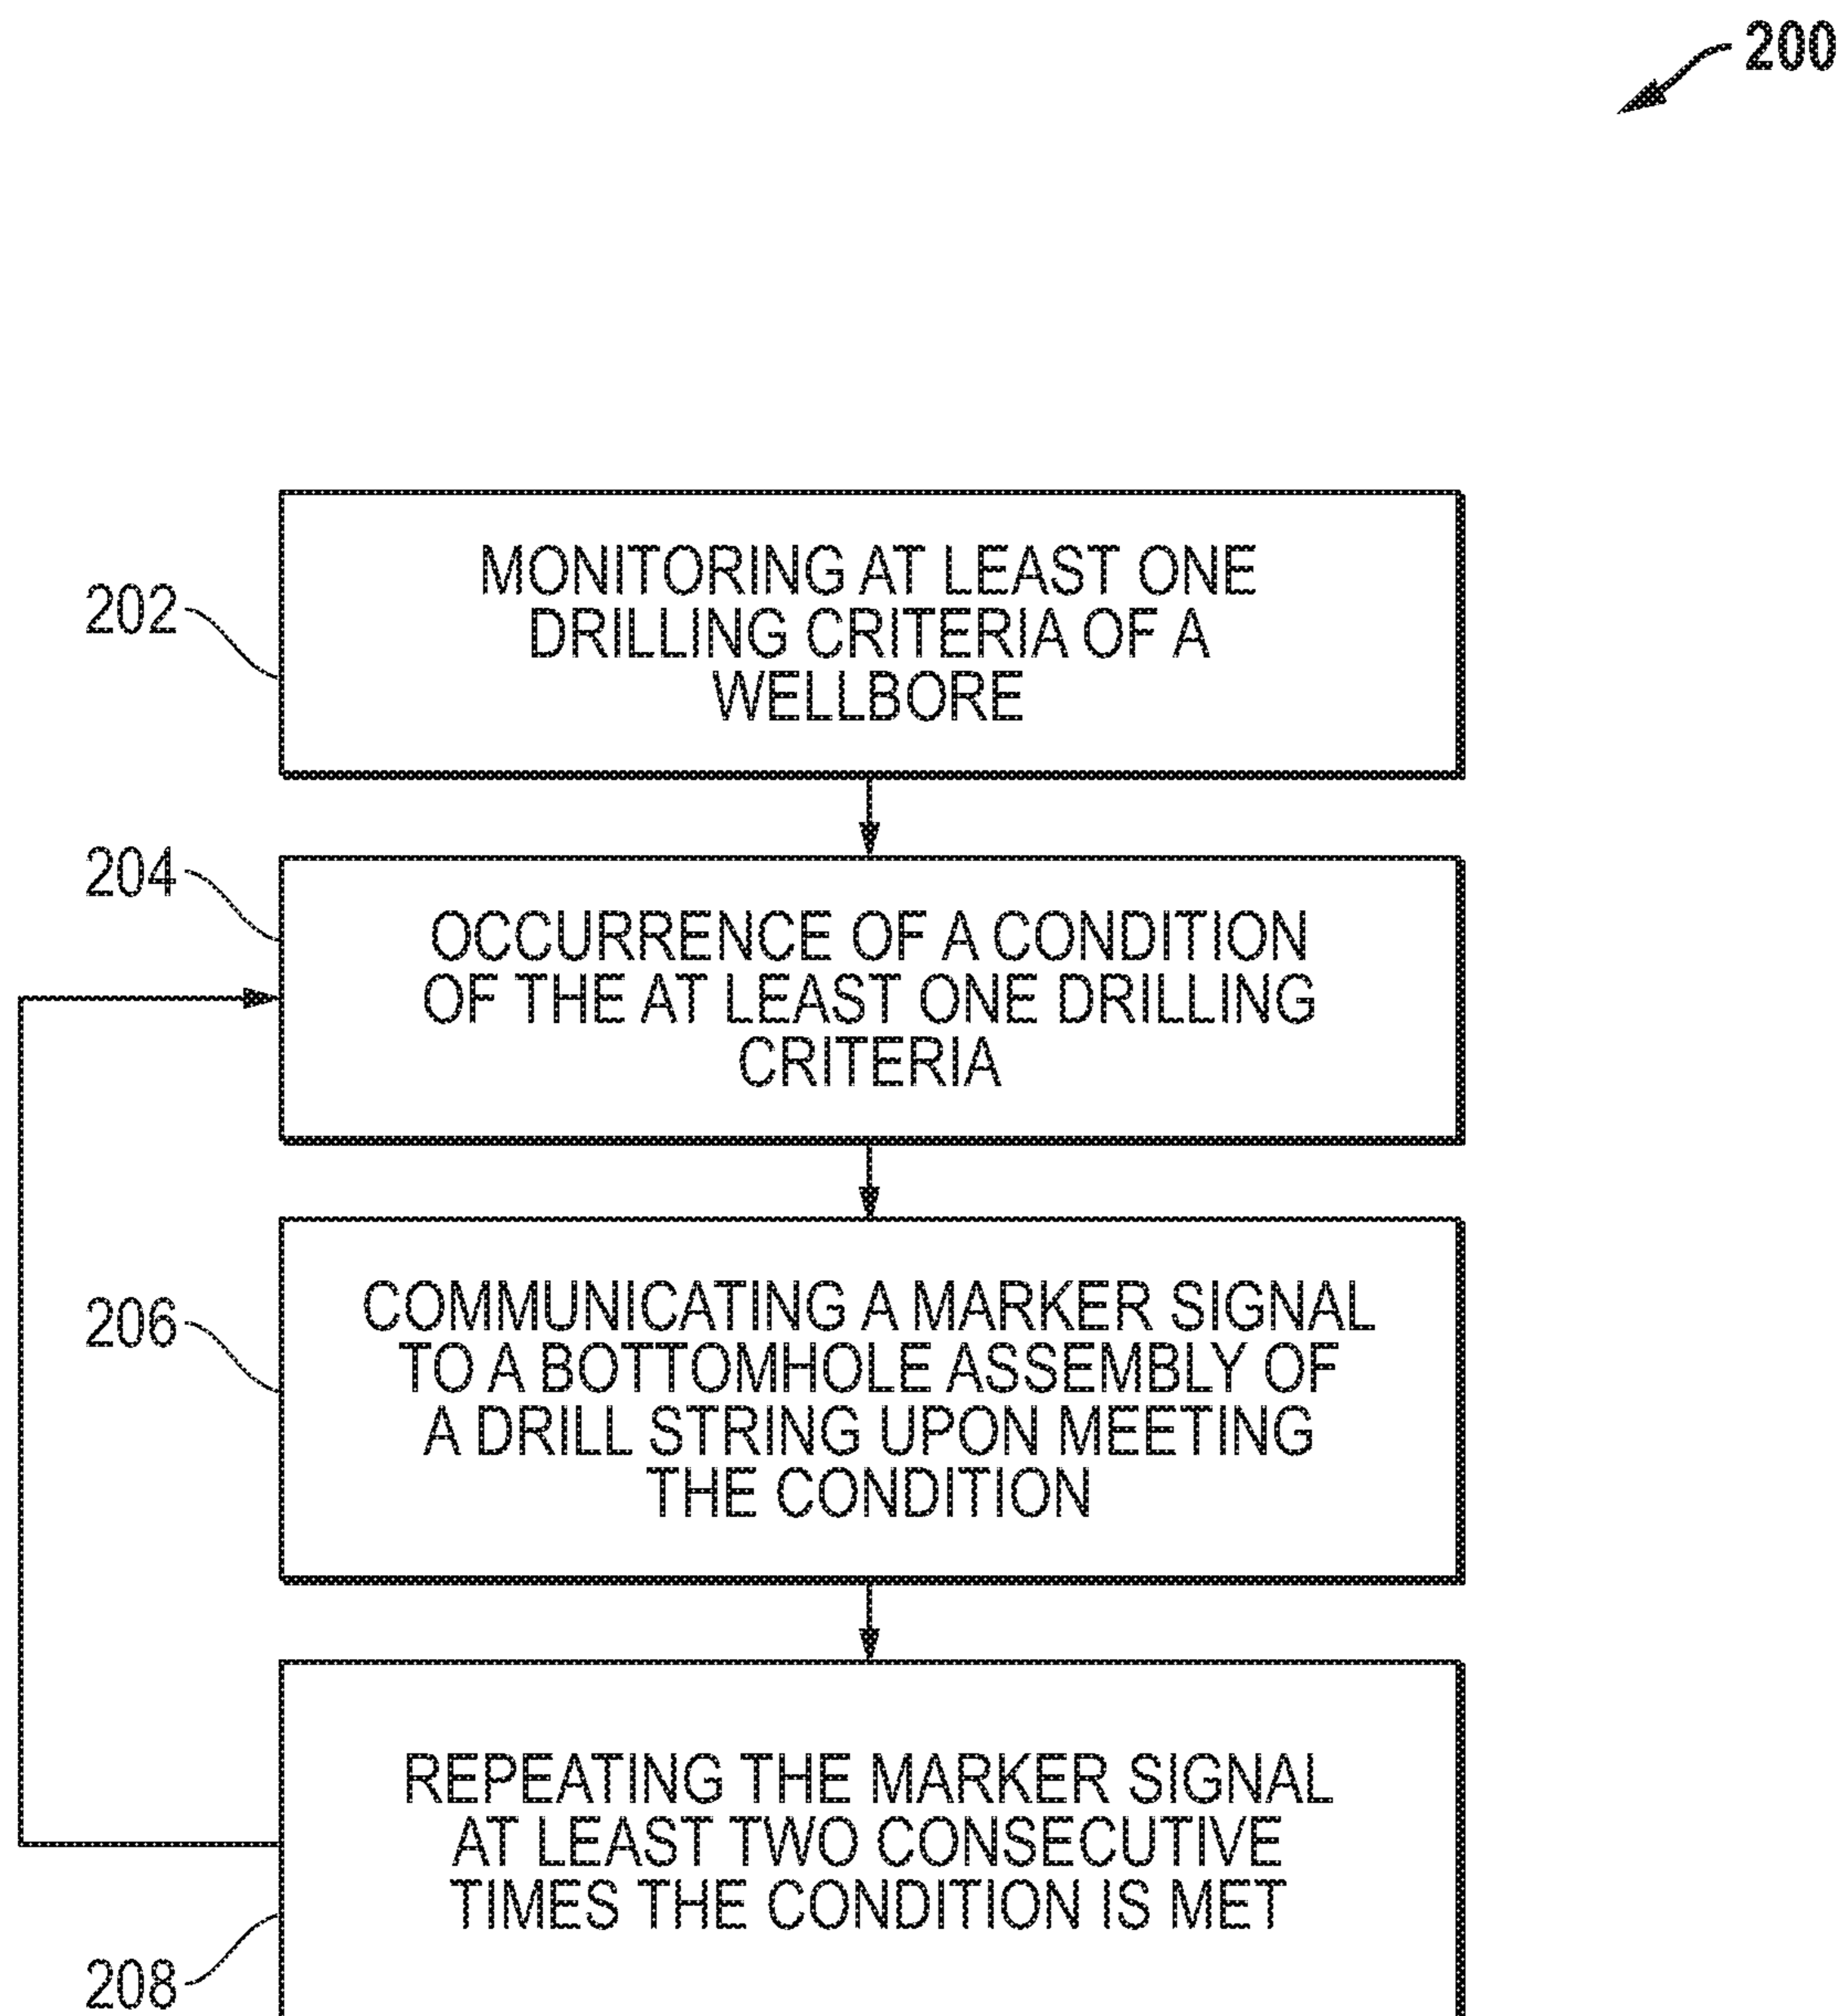 200
202
MONITORING AT LEAST ONE
DRILLING CRITERIA OF A
WELLBORE
204
OCCURRENCE OF A CONDITION
OF THE AT LEAST ONE DRILLING
CRITERIA
206
COMMUNICATING A MARKER SIGNAL
TO A BOTTOMHOLE ASSEMBLY OF
A DRILL STRING UPON MEETING
THE CONDITION
REPEATING THE MARKER SIGNAL
AT LEAST TWO CONSECUTIVE
TIMES THE CONDITION IS MET
208